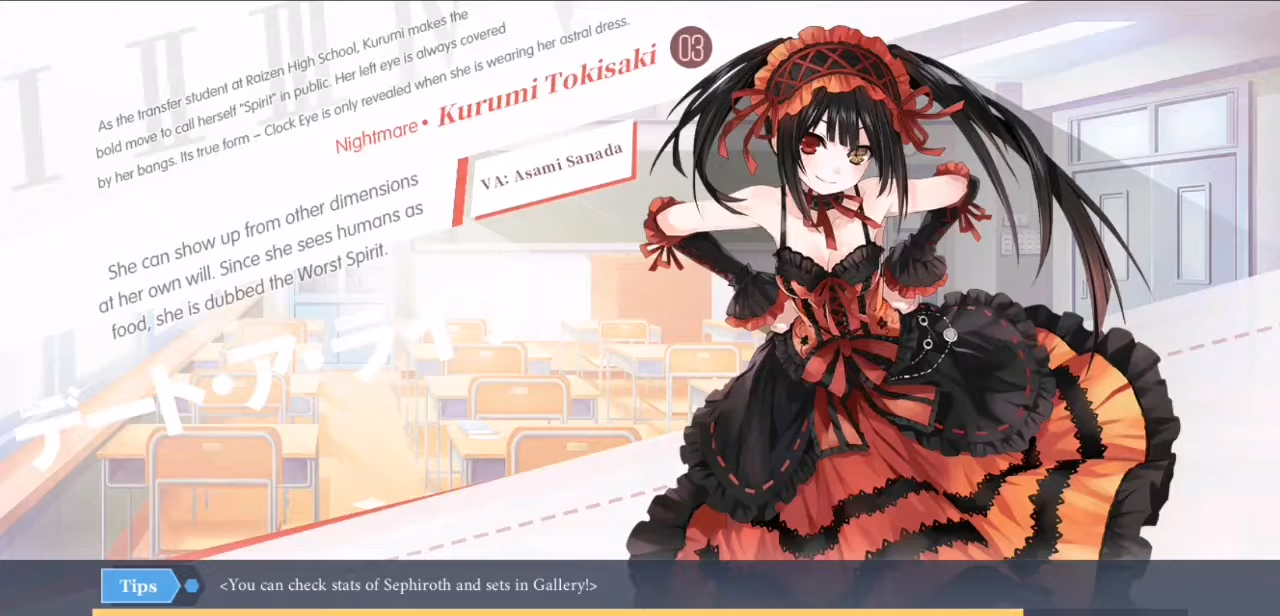 I II III V
As the transfer student at Raizen High School, Kurumi makes the
bold move to call herself "Spirit" in public. Her left eye is always covered
by her bangs. Its true form – Clock Eye is only revealed when she is wearing her astral dress.
Nightmare • Kurumi Tokisaki
03
VA: Asami Sanada
She can show up from other dimensions
at her own will. Since she sees humans as
food, she is dubbed the Worst Spirit.
デート・ア・ライ
Tips
<You can check stats of Sephiroth and sets in Gallery!>